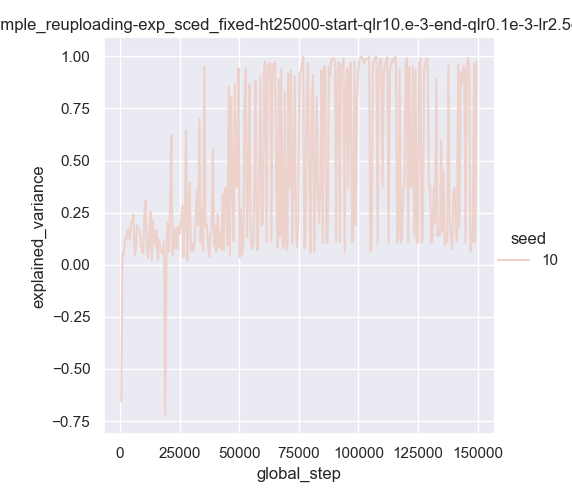 mple_reuploading-exp_sced_fixed-ht25000-start-qlr10.e-3-end-qlr0.1e-3-lr2.5
1.00
0.75
0.50
0.25
0.00
−0.25
−0.50
−0.75
explained_variance
0 25000 50000 75000 100000 125000 150000
global_step
seed
10